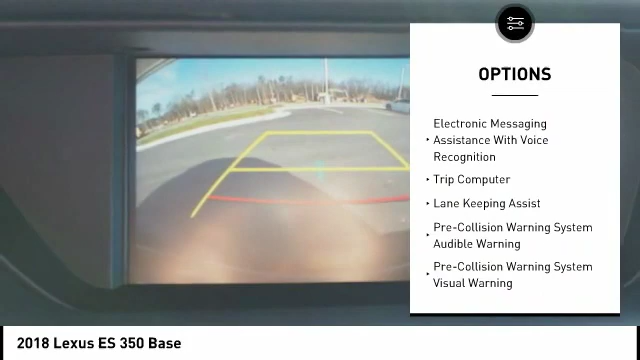 OPTIONS
Electronic Messaging
Assistance With Voice
Recognition
Trip Computer
Lane Keeping Assist
Pre-Collision Warning System
Audible Warning
Pre-Collision Warning System
Visual Warning
2018 Lexus ES 350 Base